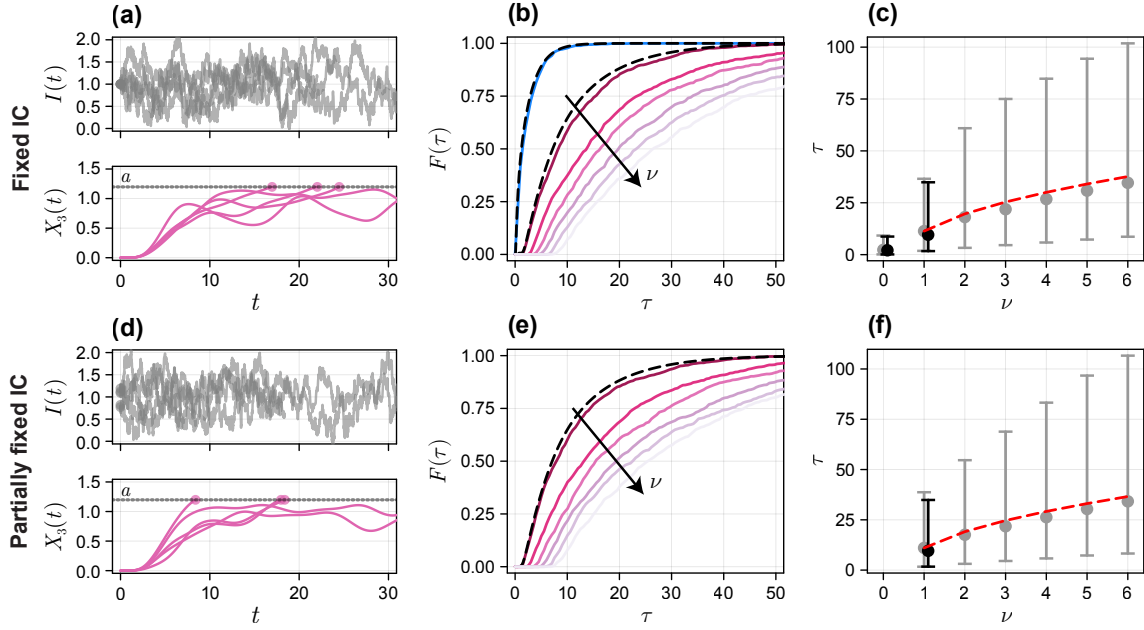 (a)
(b)
(c)
Fixed IC
I(t)
2.0
1.5
1.0
0.5
0.0
X₃(t)
1.5
1.0
0.5
0.0
a
0
10
20
30
t
F(τ)
1.00
0.75
0.50
0.25
0.00
ν
0
10
20
30
40
50
τ
τ
100
75
50
25
0
0
1
2
3
4
5
6
ν
(d)
(e)
(f)
Partially fixed IC
I(t)
2.0
1.5
1.0
0.5
0.0
X₃(t)
1.5
1.0
0.5
0.0
a
0
10
20
30
t
F(τ)
1.00
0.75
0.50
0.25
0.00
ν
0
10
20
30
40
50
τ
τ
100
75
50
25
0
0
1
2
3
4
5
6
ν